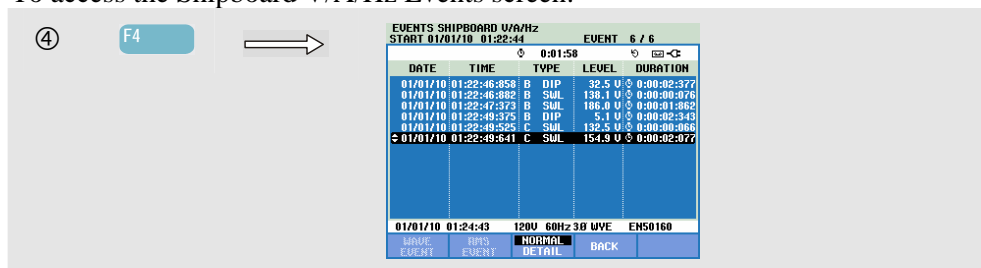 To access the Shipboard V/A/Hz Events screen:
④ F4
EVENTS SHIPBOARD V/A/Hz
START 01/01/10 01:22:44 EVENT 6 / 6
0:01:58
DATE TIME TYPE LEVEL DURATION
01/01/10 01:22:46:858 B DIP 32.5 V 0:00:02:377
01/01/10 01:22:46:882 B SWL 138.1 V 0:00:00:076
01/01/10 01:22:47:373 B SWL 186.0 V 0:00:01:862
01/01/10 01:22:49:375 B DIP 5.1 V 0:00:02:343
01/01/10 01:22:49:525 C SWL 132.5 V 0:00:00:066
01/01/10 01:22:49:641 C SWL 154.9 V 0:00:02:077
01/01/10 01:24:43 120V 60Hz 3.0 WYE EN50160
WAVE EVENT RMS EVENT NORMAL DETAIL BACK